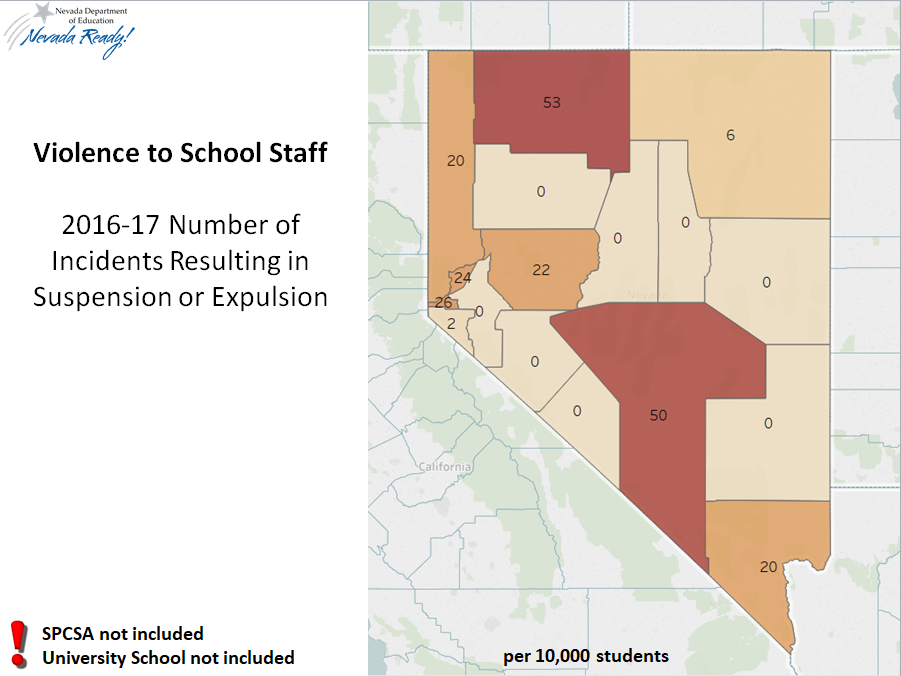 Nevada Department
of Education
Nevada Ready!
Violence to School Staff
2016-17 Number of
Incidents Resulting in
Suspension or Expulsion
53
6
20
0
0
0
22
24
0
26
0
2
0
0
50
0
California
20
SPCSA not included
University School not included
per 10,000 students